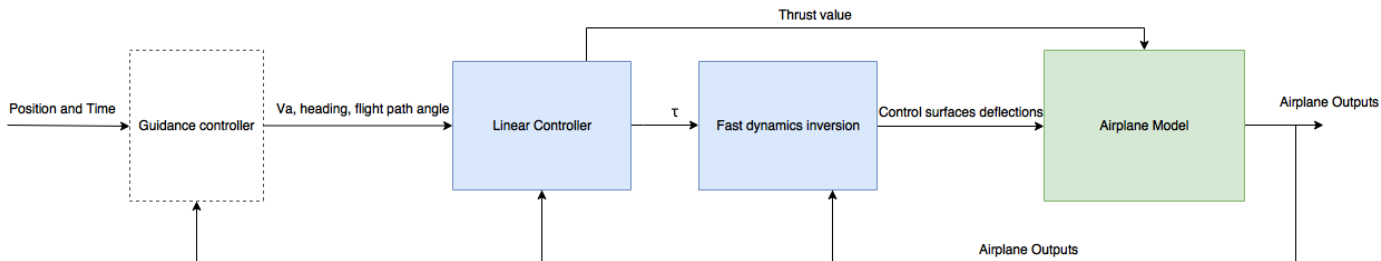 Thrust value
Position and Time
Va, heading, flight path angle
Guidance controller
Linear Controller
τ
Fast dynamics inversion
Control surfaces deflections
Airplane Model
Airplane Outputs
Airplane Outputs